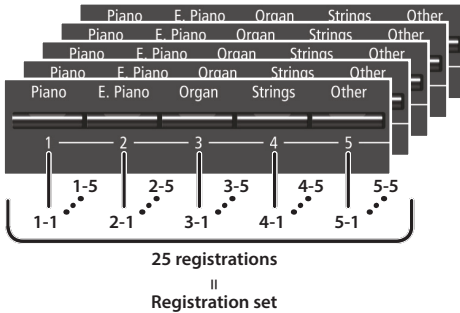 Piano E. Piano Organ Strings Other
Piano E. Piano Organ Strings Other
Piano E. Piano Organ Strings Other
Piano E. Piano Organ Strings Other
Piano E. Piano Organ Strings Other
1 2 3 4 5
1-5 2-5 3-5 4-5 5-5
1-1 2-1 3-1 4-1 5-1
25 registrations
=
Registration set